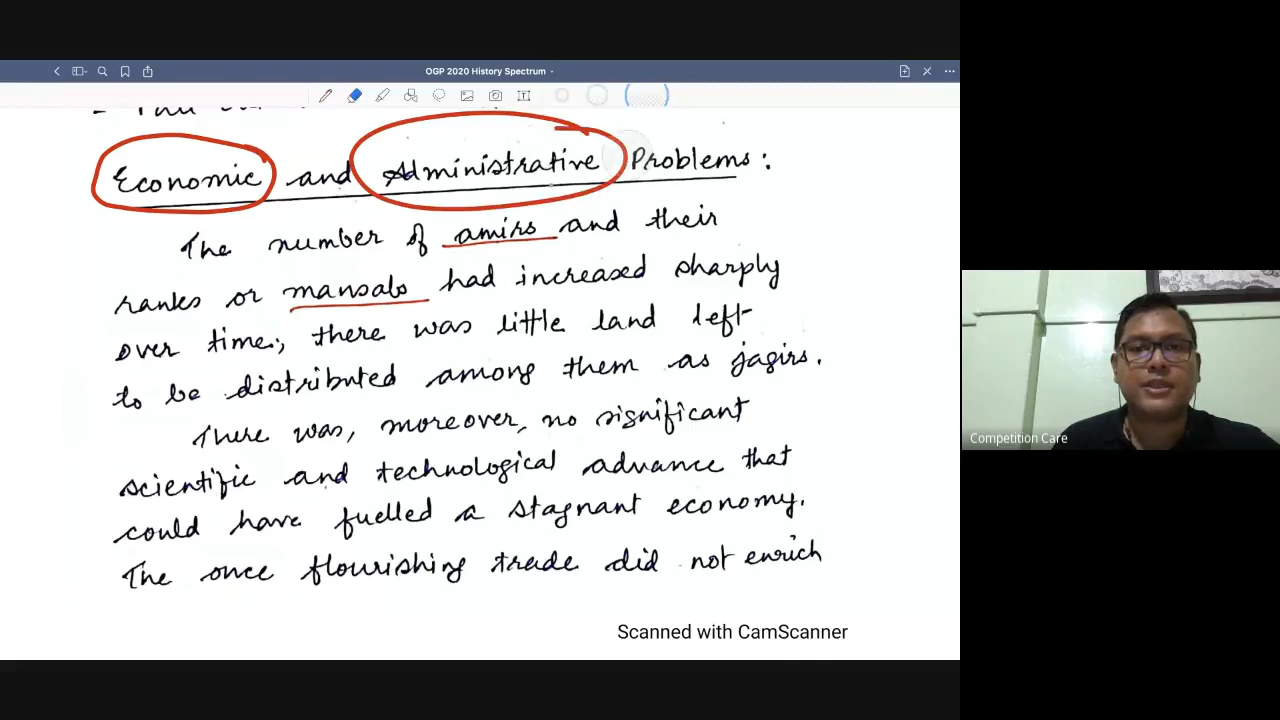 OGP 2020 History Spectrum
Economic and Administrative Problems:
The number of amirs and their
ranks or mansabs had increased sharply
over time; there was little land left
to be distributed among them as jagirs.
There was, moreover, no significant
scientific and technological advance that
could have fuelled a stagnant economy.
The once flourishing trade did not enrich
Scanned with CamScanner
Competition Care